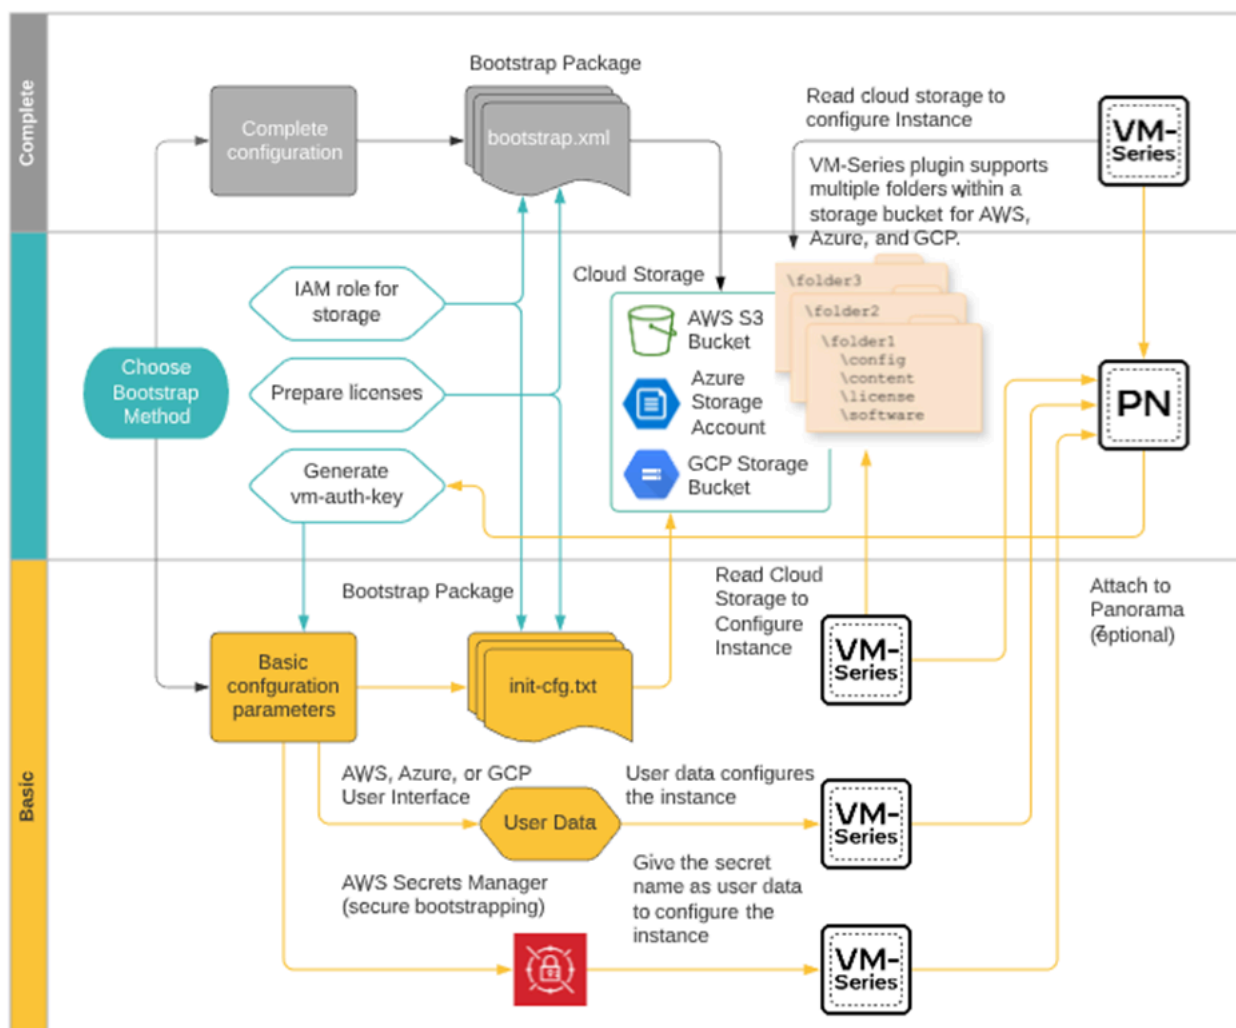 Complete
Bootstrap Package
Complete
configuration
bootstrap.xml
Read cloud storage to
configure Instance
VM-
Series
VM-Series plugin supports
multiple folders within a
storage bucket for AWS,
Azure, and GCP.
Choose
Bootstrap
Method
IAM role for
storage
Prepare licenses
Generate
vm-auth-key
Cloud Storage
AWS S3
Bucket
Azure
Storage
Account
GCP Storage
Bucket
\folder3
\folder2
\folder1
\config
\content
\license
\software
PN
Basic
Bootstrap Package
Basic
confguration
parameters
init-cfg.txt
Read Cloud
Storage to
Configure
Instance
VM-
Series
Attach to
Panorama
(optional)
AWS, Azure, or GCP
User Interface
User Data
User data configures
the instance
VM-
Series
AWS Secrets Manager
(secure bootstrapping)
Give the secret
name as user data
to configure the
instance
VM-
Series